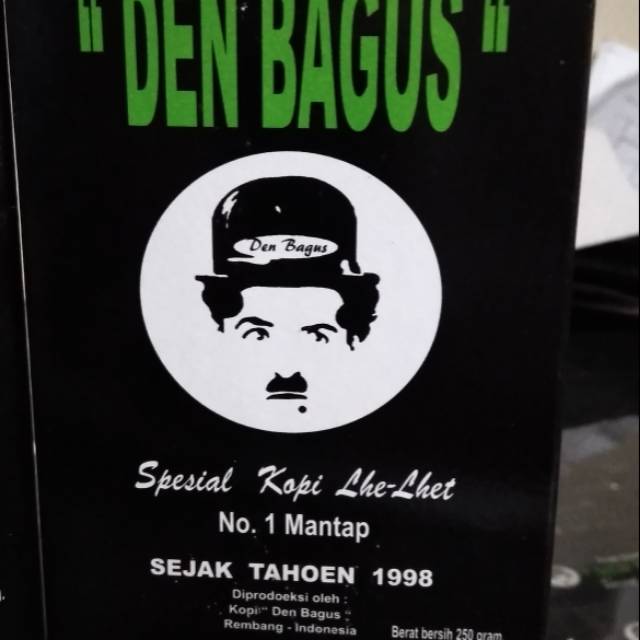 " DEN BAGUS "
Den Bagus
Spesial Kopi Lhe-Lhet
No. 1 Mantap
SEJAK TAHOEN 1998
Diprodoeksi oleh :
Kopi " Den Bagus "
Rembang - Indonesia
Berat bersih 250 gram